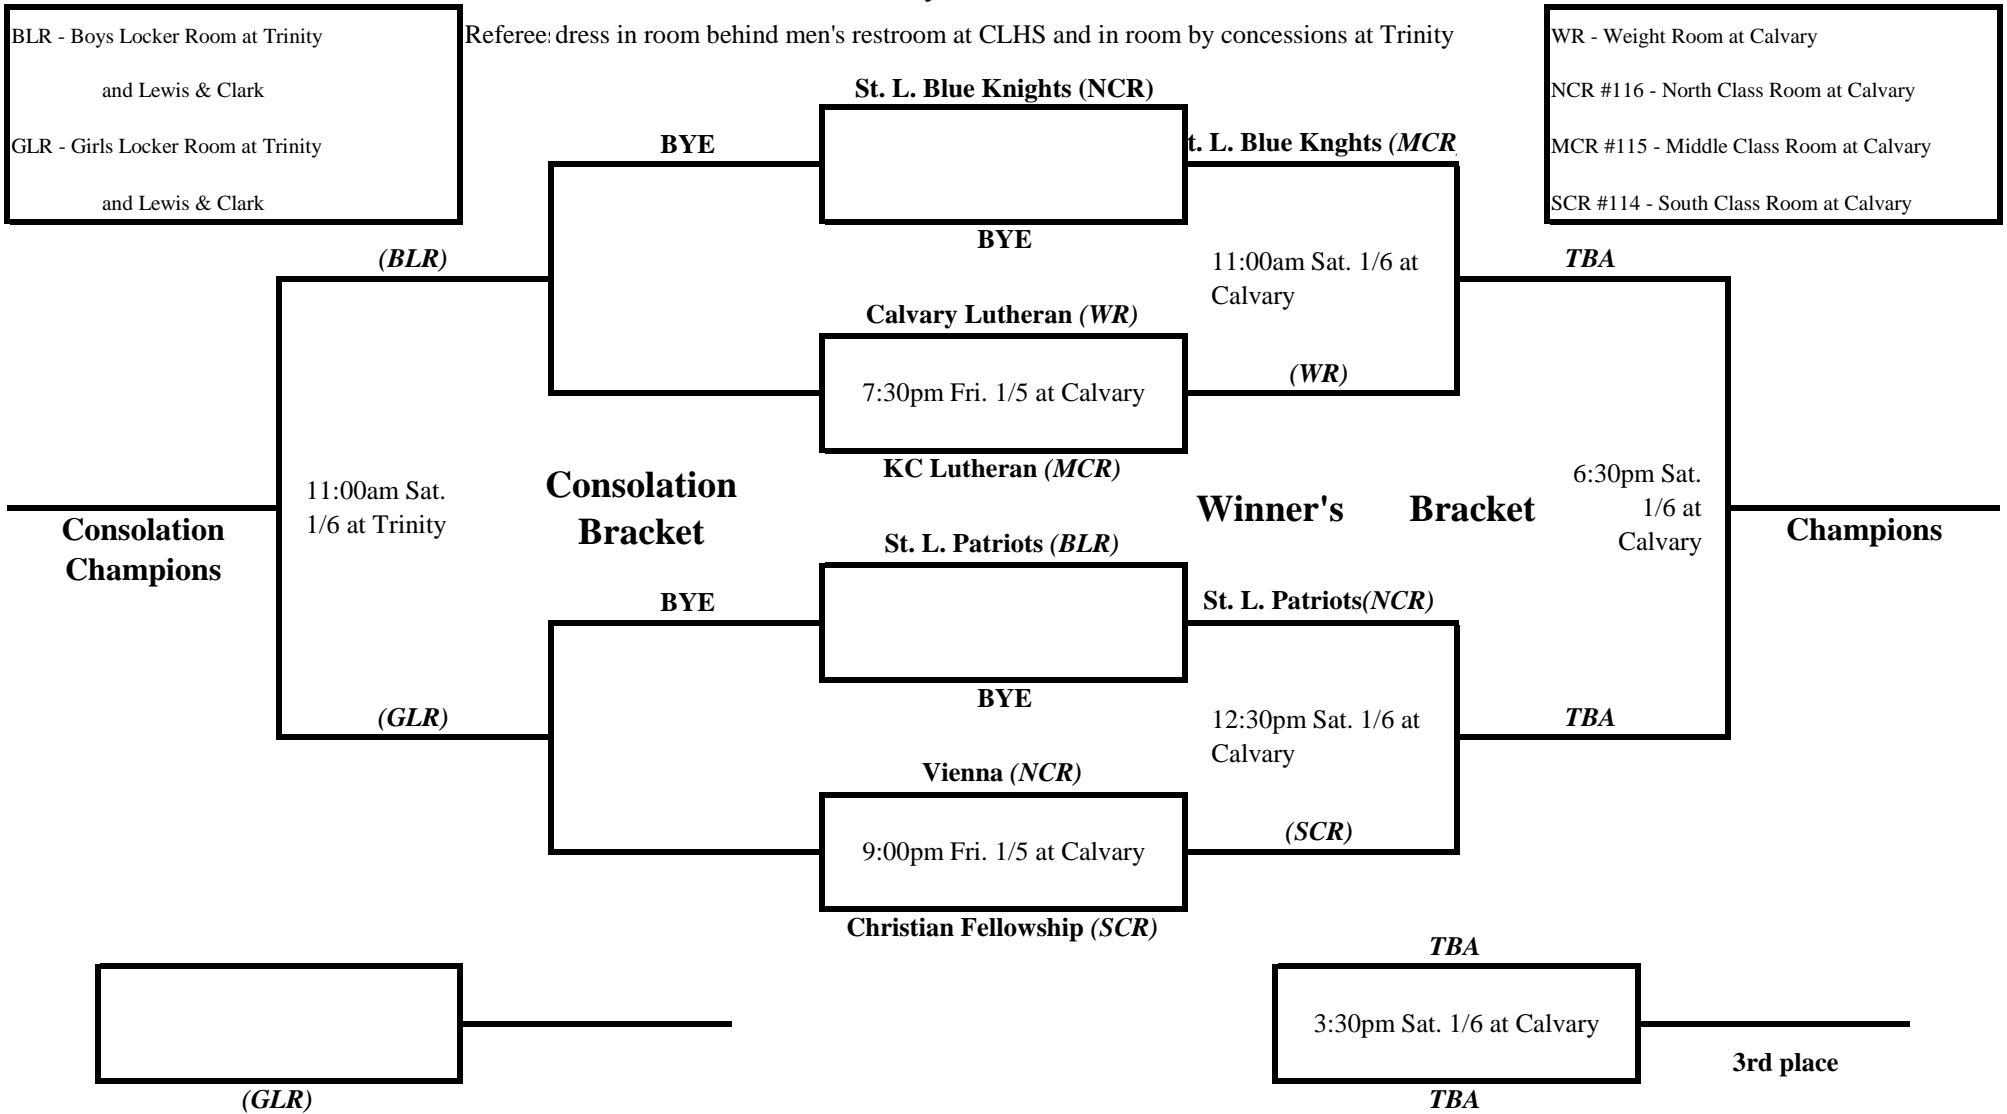 BLR - Boys Locker Room at Trinity
and Lewis & Clark
GLR - Girls Locker Room at Trinity
and Lewis & Clark
Referees dress in room behind men's restroom at CLHS and in room by concessions at Trinity
WR - Weight Room at Calvary
NCR #116 - North Class Room at Calvary
MCR #115 - Middle Class Room at Calvary
SCR #114 - South Class Room at Calvary
St. L. Blue Knights (NCR)
BYE
t. L. Blue Knghts (MCR
BYE
(BLR)
11:00am Sat. 1/6 at
Calvary
TBA
Calvary Lutheran (WR)
7:30pm Fri. 1/5 at Calvary
(WR)
KC Lutheran (MCR)
11:00am Sat.
1/6 at Trinity
Consolation
Bracket
Winner's Bracket
6:30pm Sat.
1/6 at
Calvary
Consolation
Champions
Champions
St. L. Patriots (BLR)
BYE
St. L. Patriots(NCR)
BYE
(GLR)
12:30pm Sat. 1/6 at
Calvary
TBA
Vienna (NCR)
9:00pm Fri. 1/5 at Calvary
(SCR)
Christian Fellowship (SCR)
TBA
3:30pm Sat. 1/6 at Calvary
3rd place
(GLR)
TBA